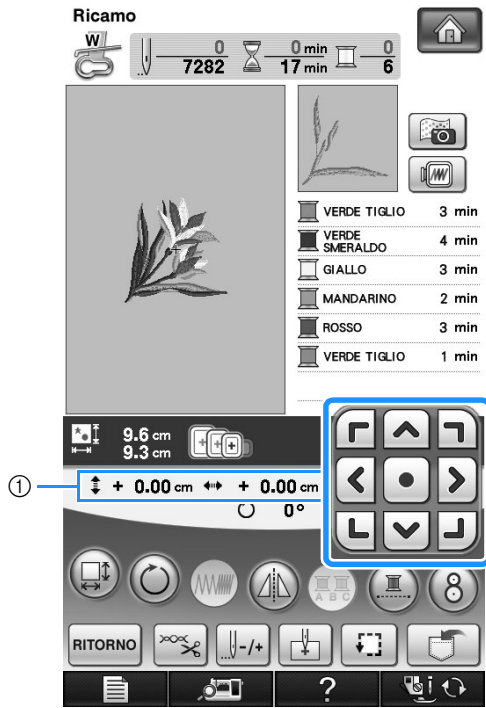 Ricamo
W
0 0 min 0
7282 17 min 6
VERDE TIGLIO 3 min
VERDE SMERALDO 4 min
GIALLO 3 min
MANDARINO 2 min
ROSSO 3 min
VERDE TIGLIO 1 min
9.6 cm
9.3 cm
1 + 0.00 cm + 0.00 cm
0°
A B C
8
RITORNO -/+
?